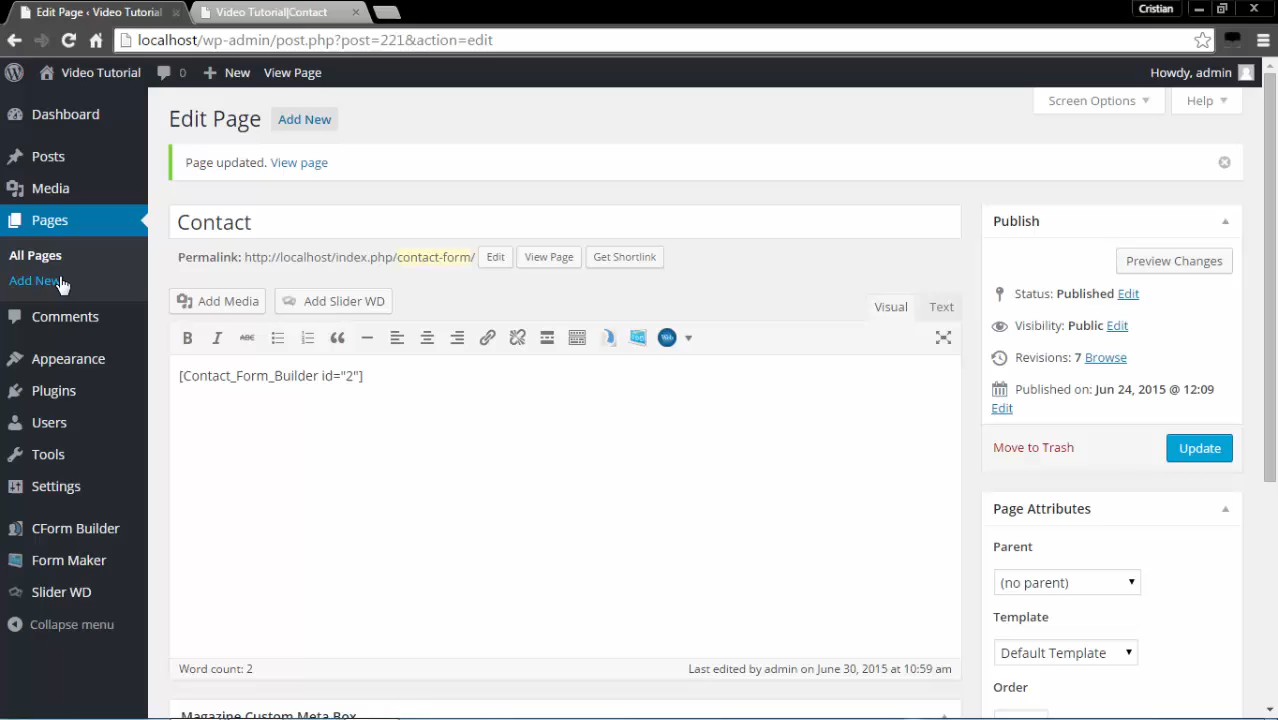 Edit Page ‹ Video Tutorial
Video Tutorial|Contact
Cristian
localhost/wp-admin/post.php?post=221&action=edit
Video Tutorial
0
New
View Page
Howdy, admin
Dashboard
Posts
Media
Pages
All Pages
Add New
Comments
Appearance
Plugins
Users
Tools
Settings
CForm Builder
Form Maker
Slider WD
Collapse menu
Screen Options
Help
Edit Page
Add New
Page updated. View page
Contact
Permalink: http://localhost/index.php/contact-form/
Edit
View Page
Get Shortlink
Add Media
Add Slider WD
Visual
Text
B
I
ABC
Web
[Contact_Form_Builder id="2"]
Word count: 2
Last edited by admin on June 30, 2015 at 10:59 am
Magazine Custom Meta Box
Publish
Preview Changes
Status: Published Edit
Visibility: Public Edit
Revisions: 7 Browse
Published on: Jun 24, 2015 @ 12:09
Edit
Move to Trash
Update
Page Attributes
Parent
(no parent)
Template
Default Template
Order